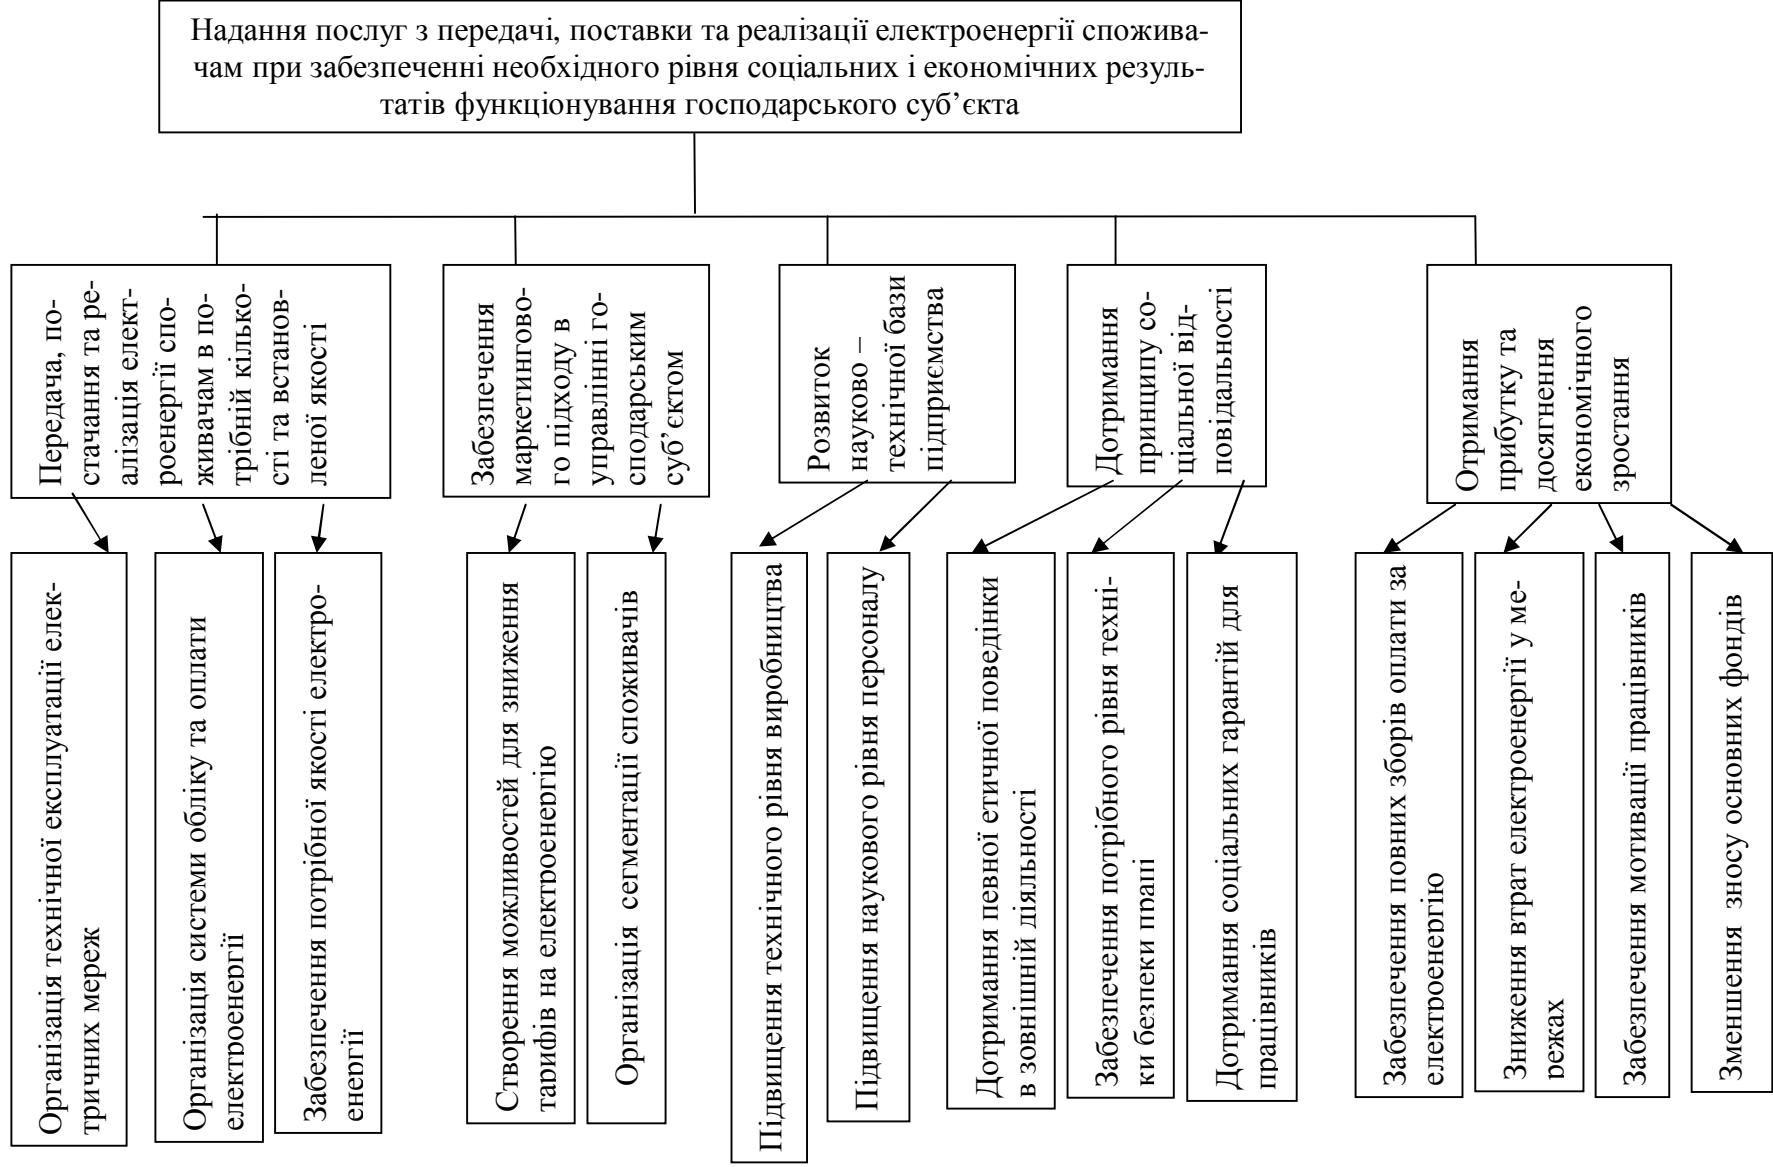 Надання послуг з передачі, поставки та реалізації електроенергії спожива-
чам при забезпеченні необхідного рівня соціальних і економічних резуль-
татів функціонування господарського суб’єкта
Передача, по-
стачання та ре-
алізація елект-
роенергії спо-
живачам в по-
трібній кілько-
сті та встанов-
леної якості
Забезпечення
маркетингово-
го підходу в
управлінні го-
сподарським
суб’єктом
Розвиток
науково –
технічної бази
підприємства
Дотримання
принципу со-
ціальної від-
повідальності
Отримання
прибутку та
досягнення
економічного
зростання
Організація технічної експлуатації елек-
тричних мереж
Організація системи обліку та оплати
електроенергії
Забезпечення потрібної якості електро-
енергії
Створення можливостей для зниження
тарифів на електроенергію
Організація сегментації споживачів
Підвищення технічного рівня виробництва
Підвищення наукового рівня персоналу
Дотримання певної етичної поведінки
в зовнішній діяльності
Забезпечення потрібного рівня техні-
ки безпеки праці
Дотримання соціальних гарантій для
працівників
Забезпечення повних зборів оплати за
електроенергію
Зниження втрат електроенергії у ме-
режах
Забезпечення мотивації працівників
Зменшення зносу основних фондів